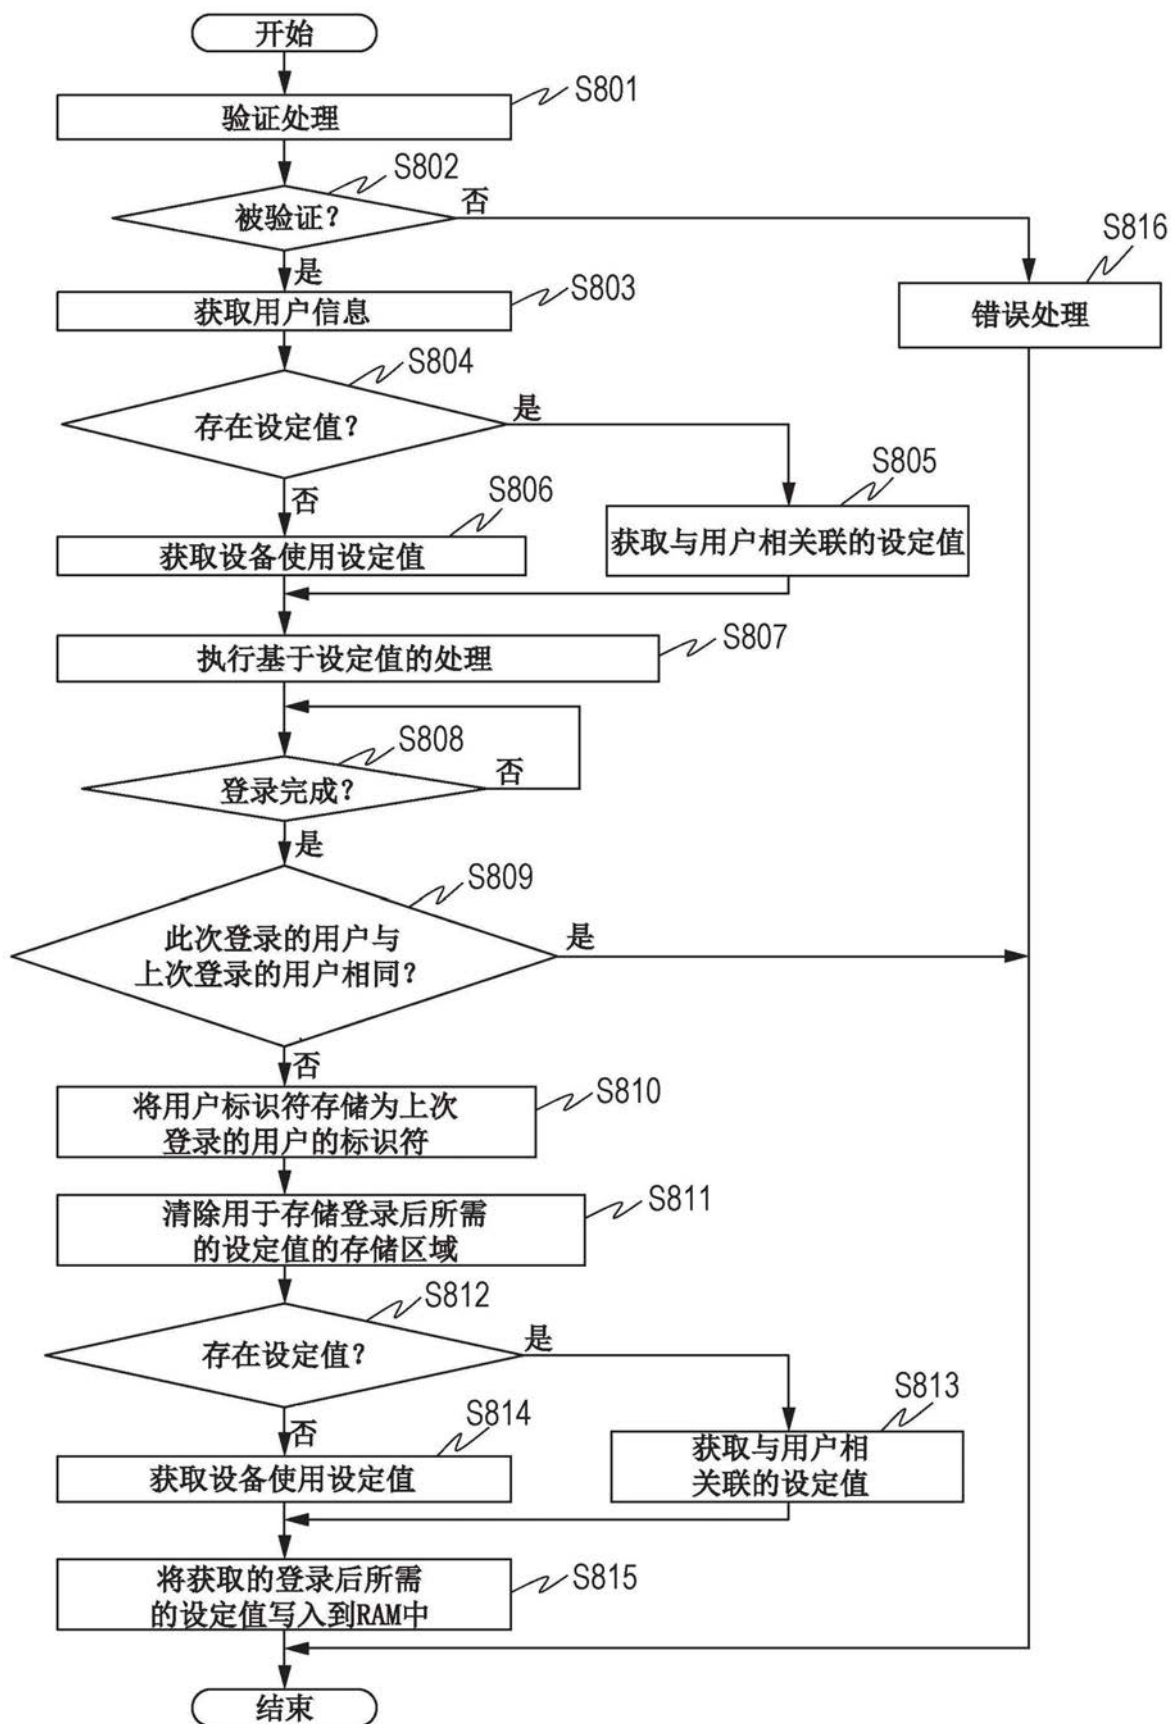 开始
S801
验证处理
S802
被验证?
否
S816
是
S803
获取用户信息
错误处理
S804
存在设定值?
是
S805
否
S806
获取设备使用设定值
获取与用户相关联的设定值
S807
执行基于设定值的处理
S808
登录完成?
否
是
S809
此次登录的用户与
上次登录的用户相同?
是
否
S810
将用户标识符存储为上次
登录的用户的标识符
S811
清除用于存储登录后所需
的设定值的存储区域
S812
存在设定值?
是
S813
否
S814
获取设备使用设定值
获取与用户相
关联的设定值
将获取的登录后所需
的设定值写入到RAM中
S815
结束